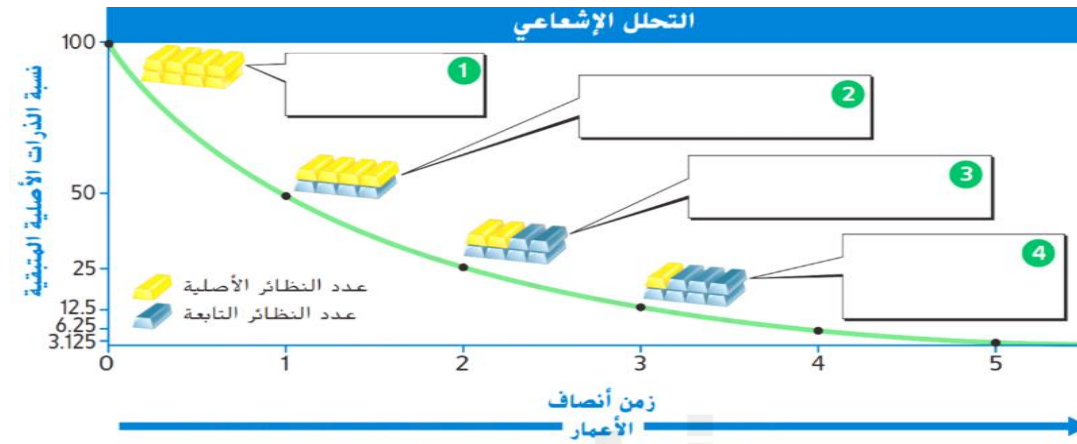 التحلل الإشعاعي
نسبة الذرات الأصلية المتبقية
100
50
25
12.5
6.25
3.125
1
2
3
4
عدد النظائر الأصلية
عدد النظائر التابعة
0 1 2 3 4 5
زمن أنصاف
الأعمار